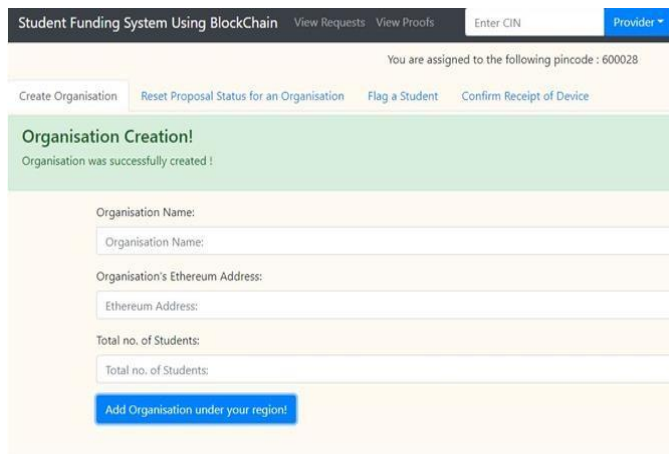 Student Funding System Using BlockChain View Requests View Proofs Enter CIN Provider
You are assigned to the following pincode : 600028
Create Organisation Reset Proposal Status for an Organisation Flag a Student Confirm Receipt of Device
Organisation Creation!
Organisation was successfully created !
Organisation Name:
Organisation Name:
Organisation's Ethereum Address:
Ethereum Address:
Total no. of Students:
Total no. of Students:
Add Organisation under your region!